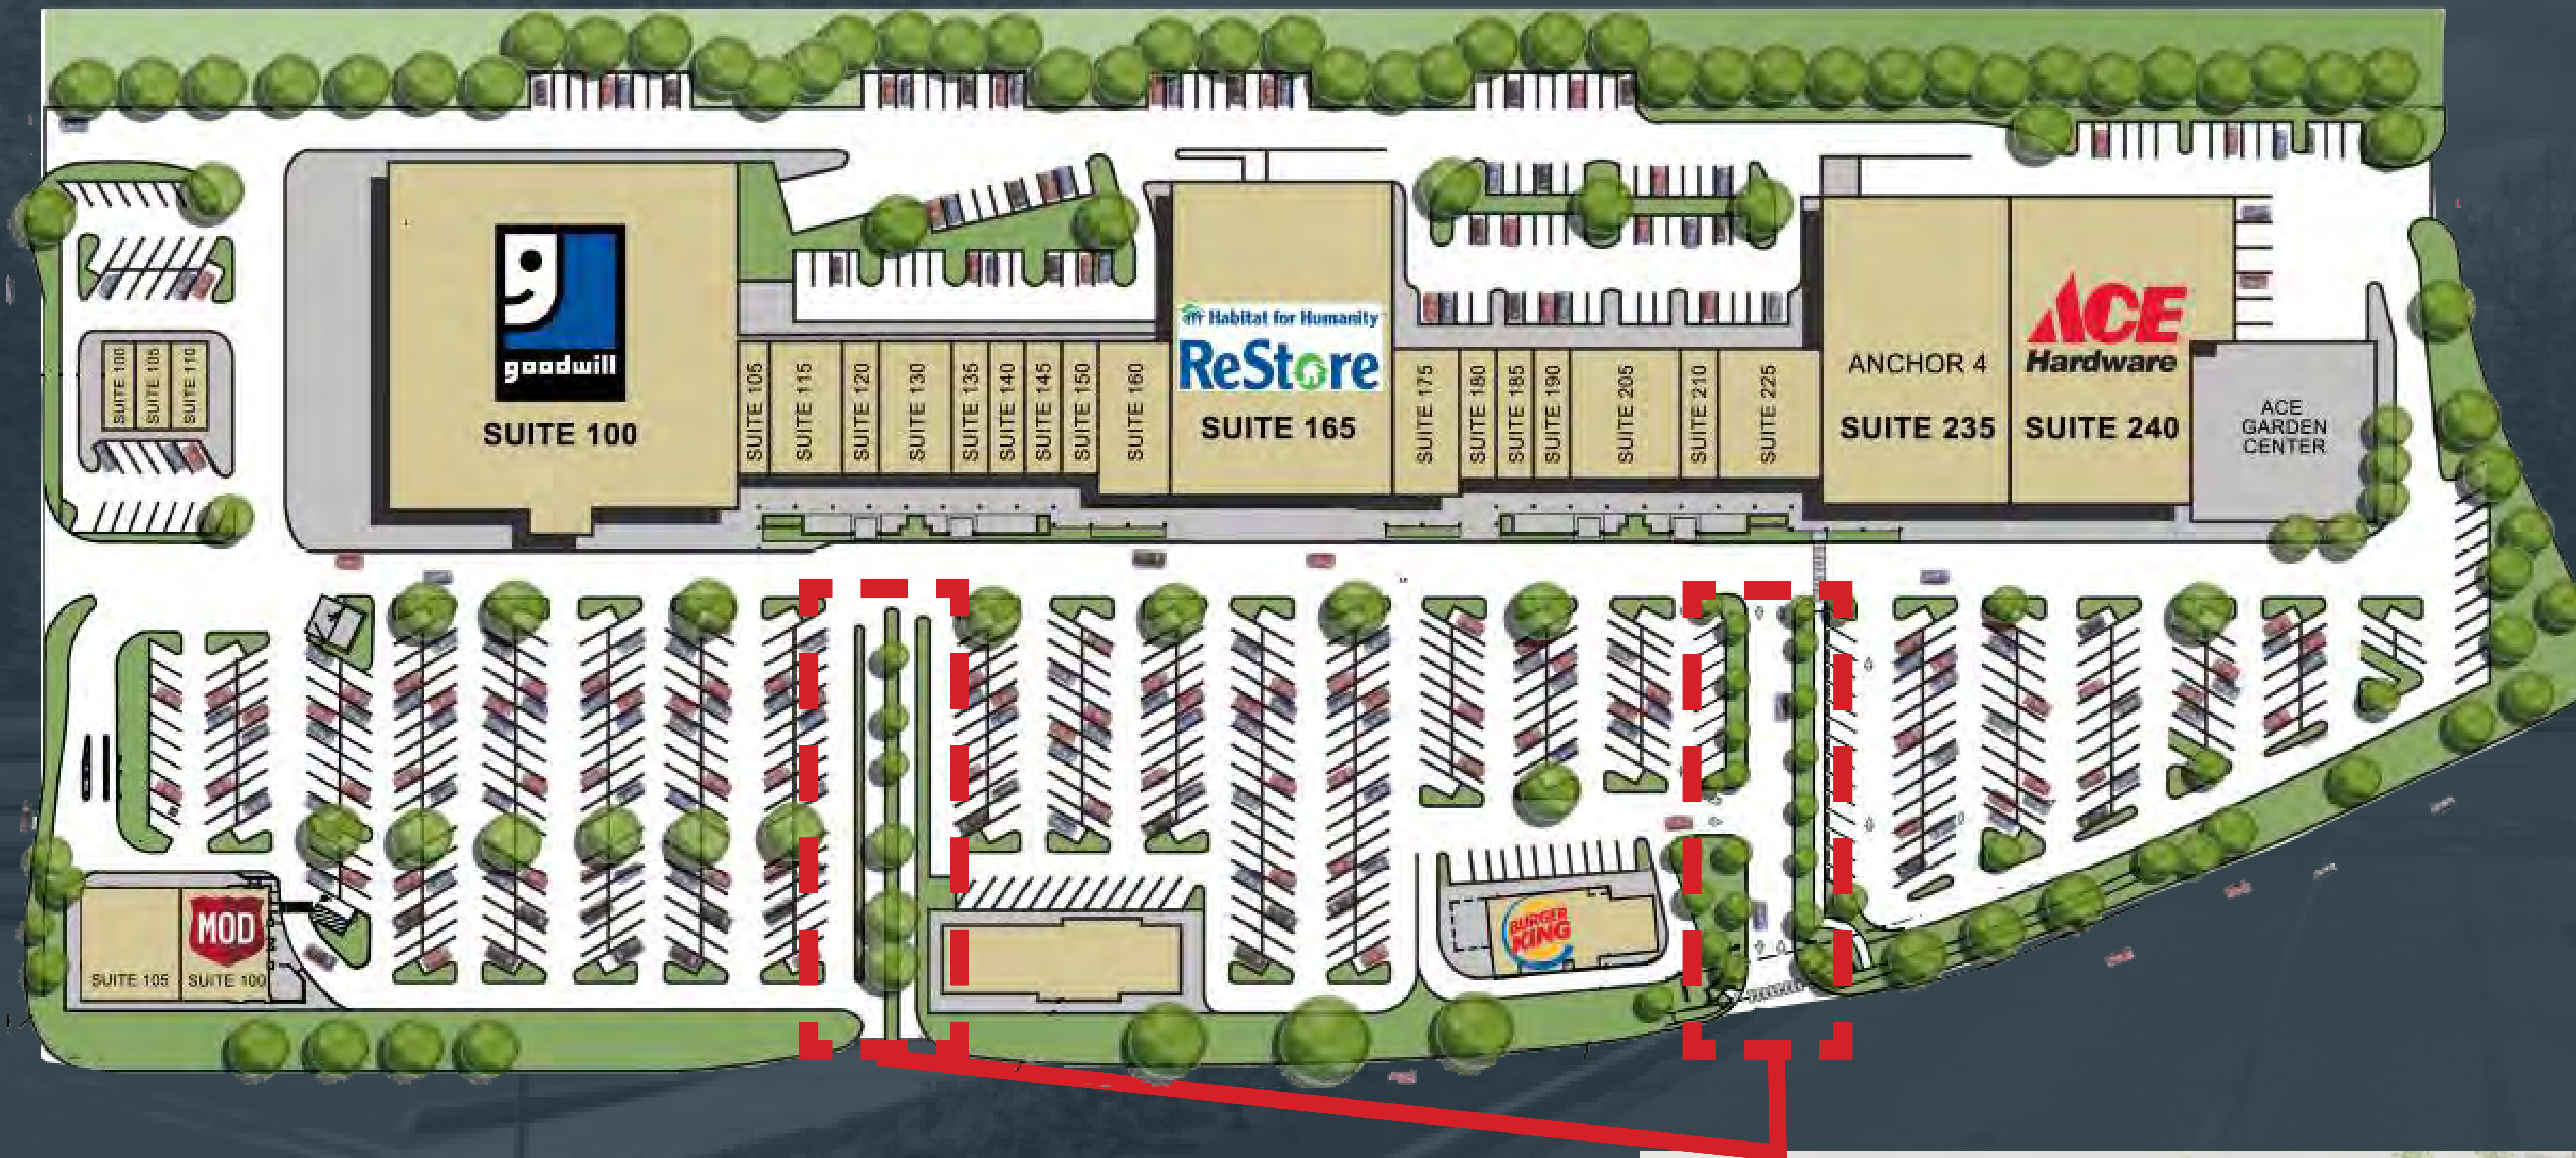 goodwill
SUITE 100
SUITE 100
SUITE 105
SUITE 110
SUITE 105
SUITE 115
SUITE 120
SUITE 130
SUITE 135
SUITE 140
SUITE 145
SUITE 150
SUITE 160
Habitat for Humanity
ReStore
SUITE 165
SUITE 175
SUITE 180
SUITE 185
SUITE 190
SUITE 205
SUITE 210
SUITE 225
ANCHOR 4
SUITE 235
ACE
Hardware
SUITE 240
ACE
GARDEN
CENTER
SUITE 105
MOD
SUITE 100
BURGER
KING